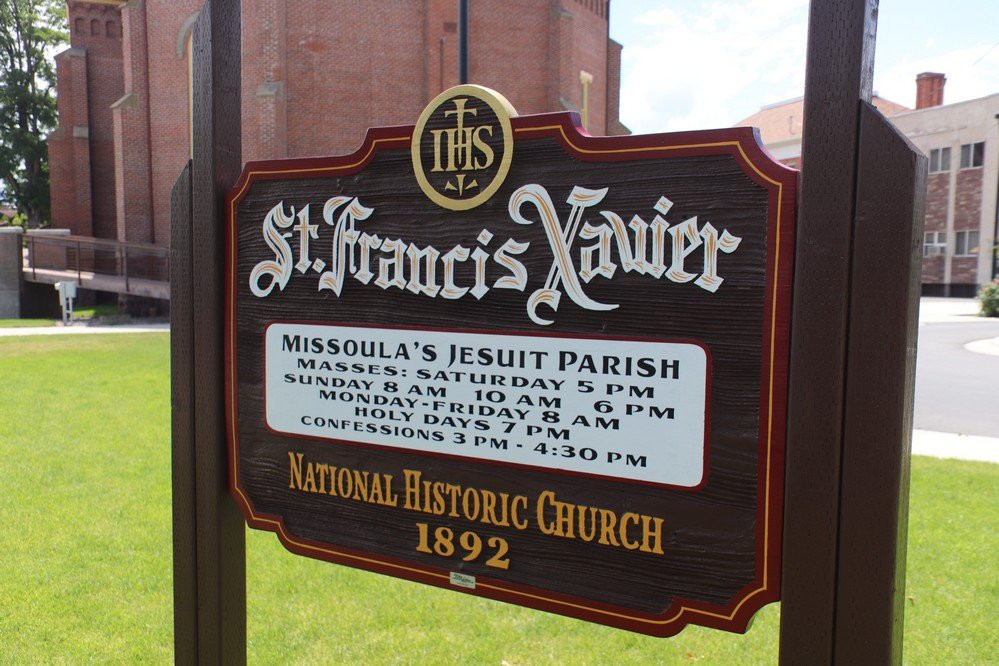 IHS
St. Francis Xavier
MISSOULA'S JESUIT PARISH
MASSES: SATURDAY 5 PM
SUNDAY 8 AM 10 AM 6 PM
MONDAY-FRIDAY 8 AM
HOLY DAYS 7 PM
CONFESSIONS 3 PM - 4:30 PM
NATIONAL HISTORIC CHURCH
1892